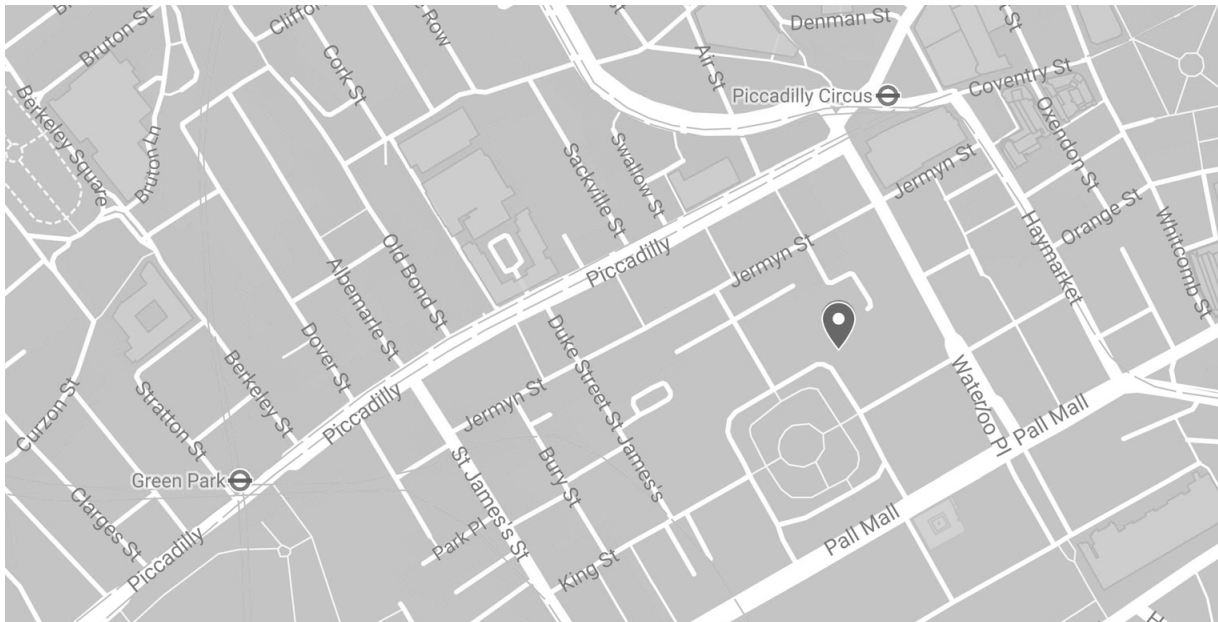 Bruton St
Cliffor
Row
Denman St
St
Cork St
Air St
Coventry St
Piccadilly Circus
Berkeley Square
Bruton Ln
Sackville St
Swallow St
Oxendon St
Jermyn St
Orange St
Whitcomb St
Haymarket
Old Bond St
Albemarle St
Piccadilly
Jermyn St
Dover St
Duke Street St James's
Berkeley St
Stratton St
Curzon St
Piccadilly
Jermyn St
Waterloo Pl
Pall Mall
Green Park
St James's St
Bury St
Clarges St
Piccadilly
Park Pl
King St
Pall Mall